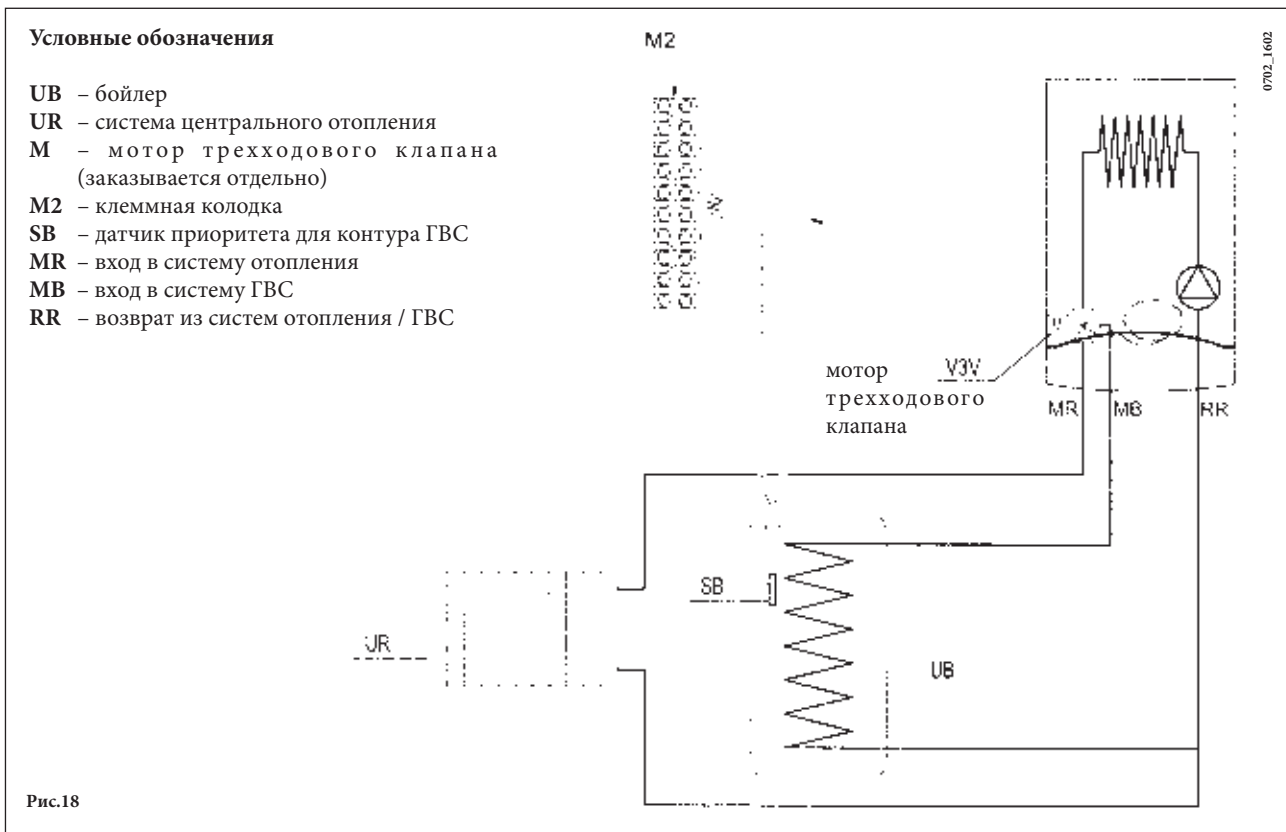 Условные обозначения
UB – бойлер
UR – система центрального отопления
M – мотор трехходового клапана
(заказывается отдельно)
M2 – клеммная колодка
SB – датчик приоритета для контура ГВС
MR – вход в систему отопления
MB – вход в систему ГВС
RR – возврат из систем отопления / ГВС
M2
0702_1602
мотор V3V
трехходового
клапана
MR MB RR
SB
UR
UB
Рис.18